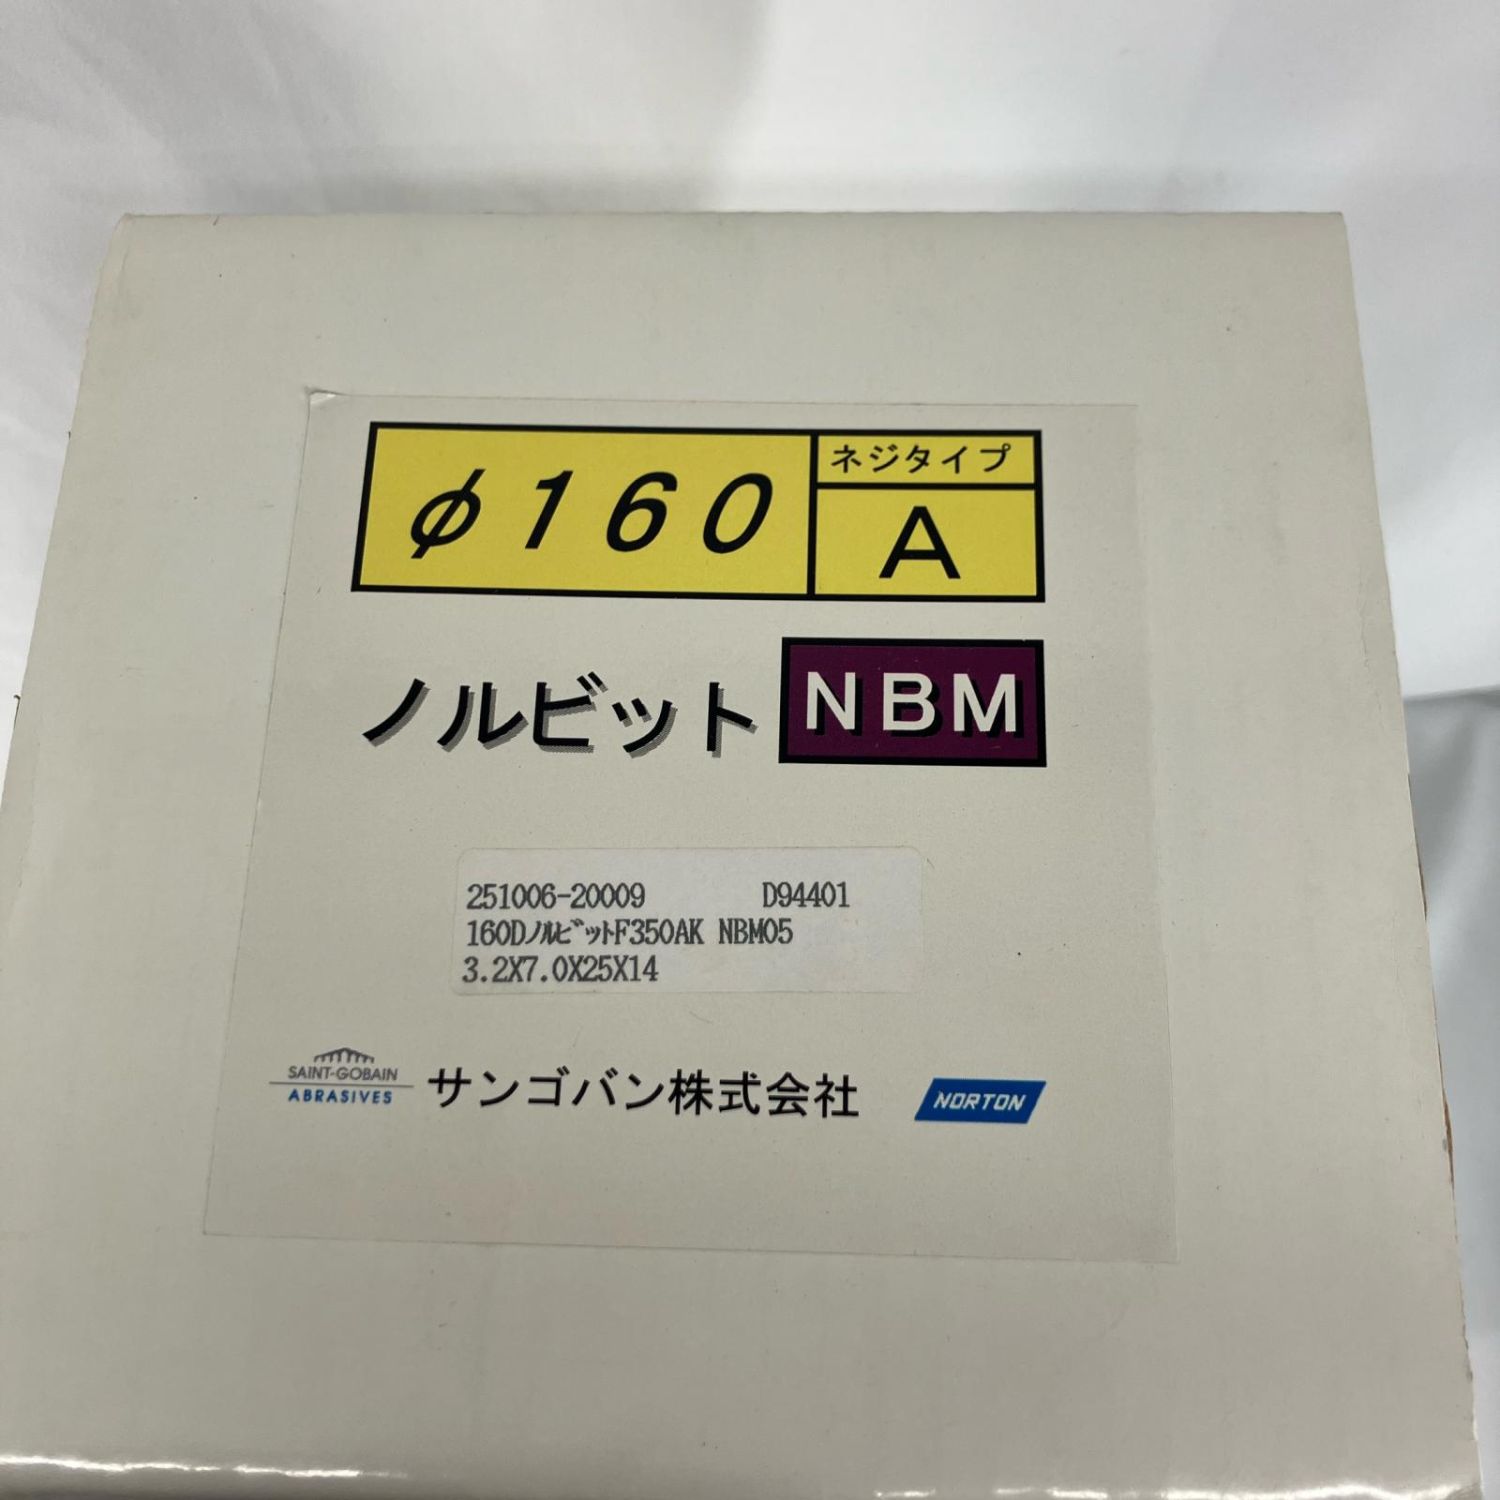 φ160
ネジタイプ
A
ノルビット NBM
251006-20009 D94401
160DノルビットF350AK NBM05
3.2X7.0X25X14
SAINT-GOBAIN
ABRASIVES
サンゴバン株式会社
NORTON